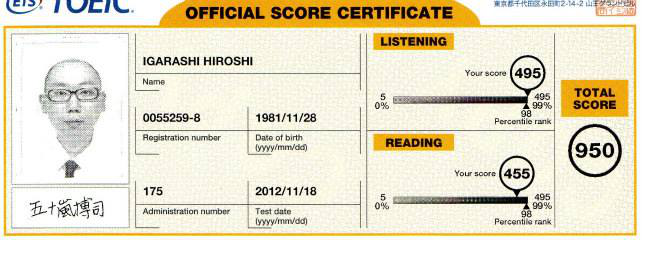 ETS TOEIC
東京都千代田区永田町2-14-2 山王グランドビル
OFFICIAL SCORE CERTIFICATE
IGARASHI HIROSHI
Name
0055259-8
1981/11/28
Registration number
Date of birth
(yyyy/mm/dd)
175
2012/11/18
Administration number
Test date
(yyyy/mm/dd)
五十嵐博司
LISTENING
Your score 495
5 495
0% 99%
98
Percentile rank
READING
Your score 455
5 495
0% 99%
98
Percentile rank
TOTAL
SCORE
950